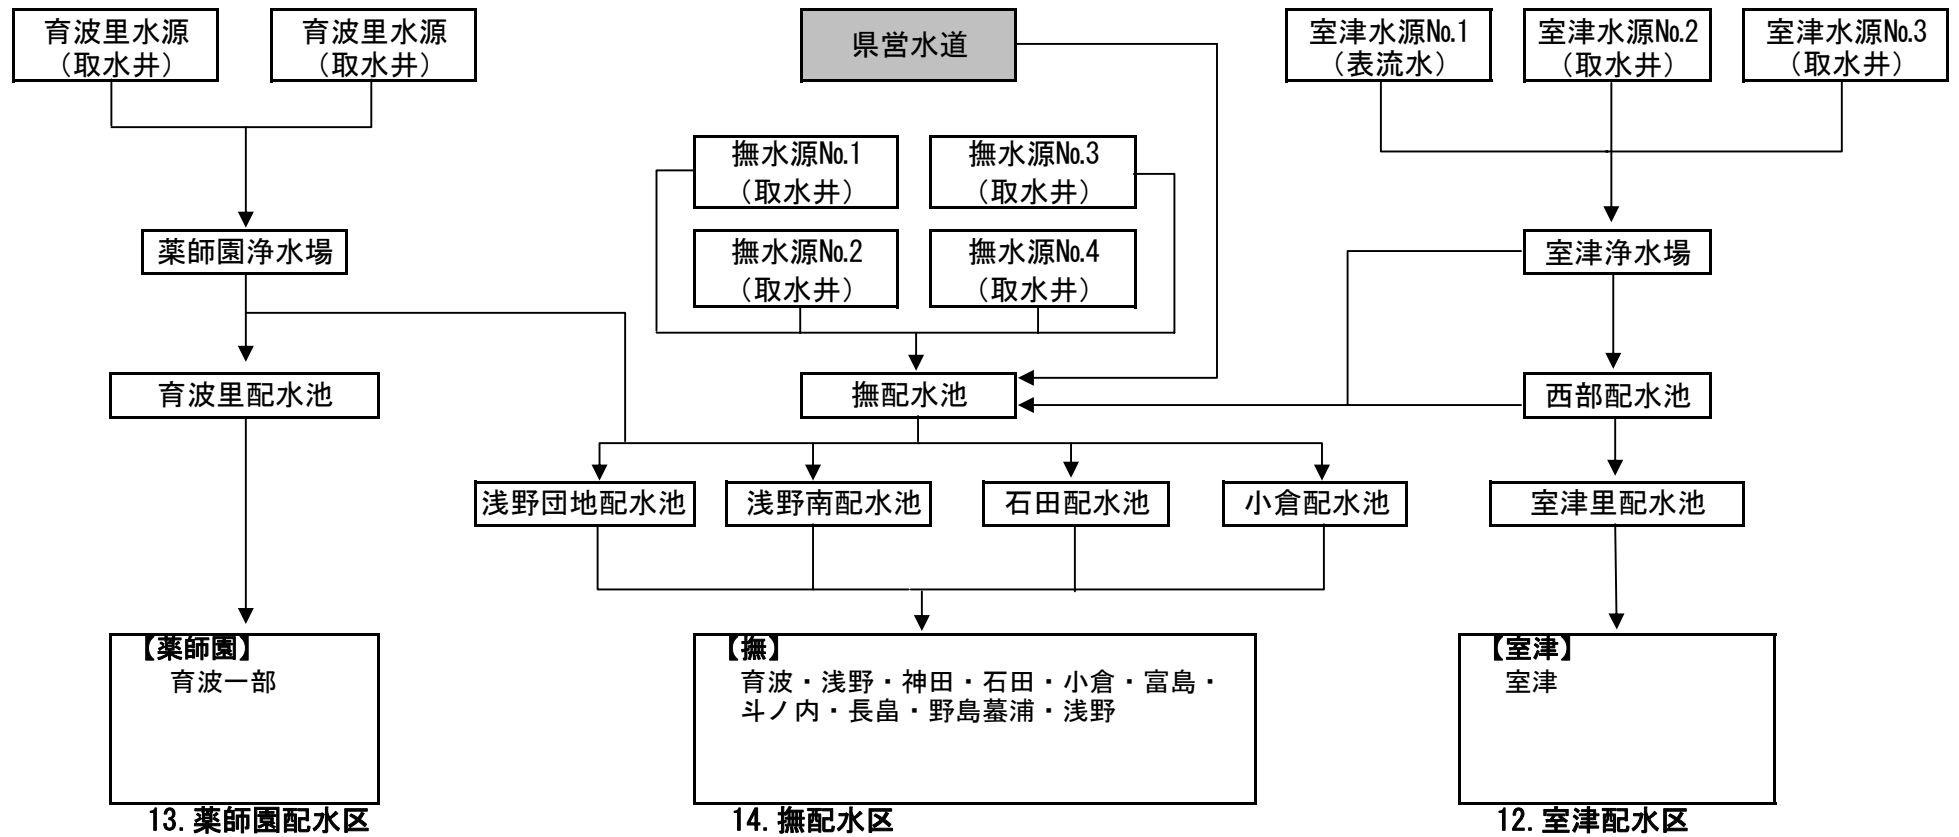 育波里水源
（取水井）
育波里水源
（取水井）
県営水道
室津水源№1
（表流水）
室津水源№2
（取水井）
室津水源№3
（取水井）
撫水源№1
（取水井）
撫水源№3
（取水井）
撫水源№2
（取水井）
撫水源№4
（取水井）
薬師園浄水場
室津浄水場
育波里配水池
撫配水池
西部配水池
浅野団地配水池
浅野南配水池
石田配水池
小倉配水池
室津里配水池
【薬師園】
育波一部
【撫】
育波・浅野・神田・石田・小倉・富島・
斗ノ内・長畠・野島蟇浦・浅野
【室津】
室津
13.薬師園配水区
14.撫配水区
12.室津配水区